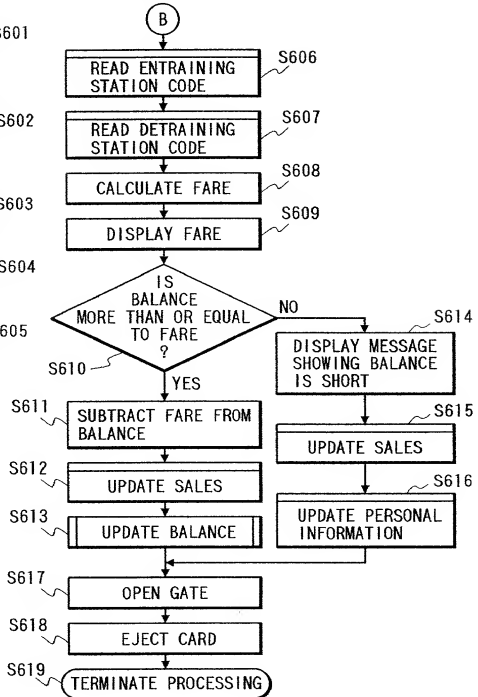 B
S601
READ ENTRAINING
STATION CODE
S606
S602
READ DETRAINING
STATION CODE
S607
CALCULATE FARE
S608
S603
DISPLAY FARE
S609
S604
IS
BALANCE
MORE THAN OR EQUAL
TO FARE
?
NO
605
S610
YES
S614
DISPLAY MESSAGE
SHOWING BALANCE
IS SHORT
S611
SUBTRACT FARE FROM
BALANCE
S615
UPDATE SALES
S612
UPDATE SALES
S616
UPDATE PERSONAL
INFORMATION
S613
UPDATE BALANCE
S617
OPEN GATE
S618
EJECT CARD
S619
TERMINATE PROCESSING